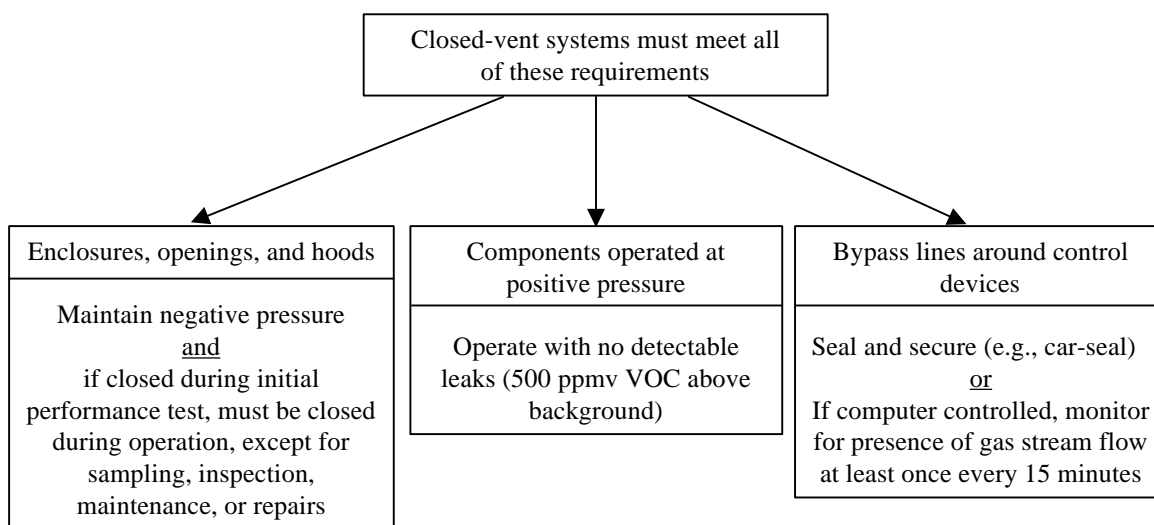 Closed-vent systems must meet all
of these requirements
Enclosures, openings, and hoods
Maintain negative pressure
and
if closed during initial
performance test, must be closed
during operation, except for
sampling, inspection,
maintenance, or repairs
Components operated at
positive pressure
Operate with no detectable
leaks (500 ppmv VOC above
background)
Bypass lines around control
devices
Seal and secure (e.g., car-seal)
or
If computer controlled, monitor
for presence of gas stream flow
at least once every 15 minutes